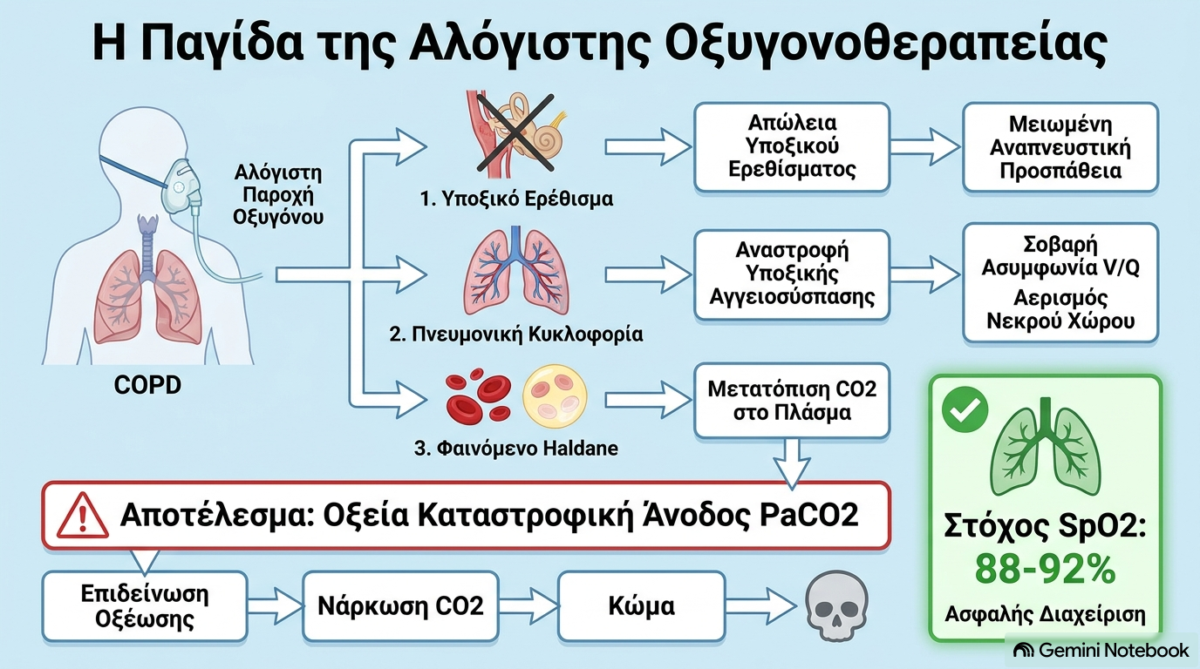 Η Παγίδα της Αλόγιστης Οξυγονοθεραπείας
Αλόγιστη
Παροχή
Οξυγόνου
COPD
1. Υποξικό Ερέθισμα
Απώλεια
Υποξικού
Ερεθίσματος
Μειωμένη
Αναπνευστική
Προσπάθεια
2. Πνευμονική Κυκλοφορία
Αναστροφή
Υποξικής
Αγγειοσύσπασης
Σοβαρή
Ασυμφωνία V/Q
Αερισμός
Νεκρού Χώρου
3. Φαινόμενο Haldane
Μετατόπιση CO2
στο Πλάσμα
Αποτέλεσμα: Οξεία Καταστροφική Άνοδος PaCO2
Επιδείνωση
Οξέωσης
Νάρκωση CO2
Κώμα
Στόχος SpO2:
88-92%
Ασφαλής Διαχείριση
Gemini Notebook